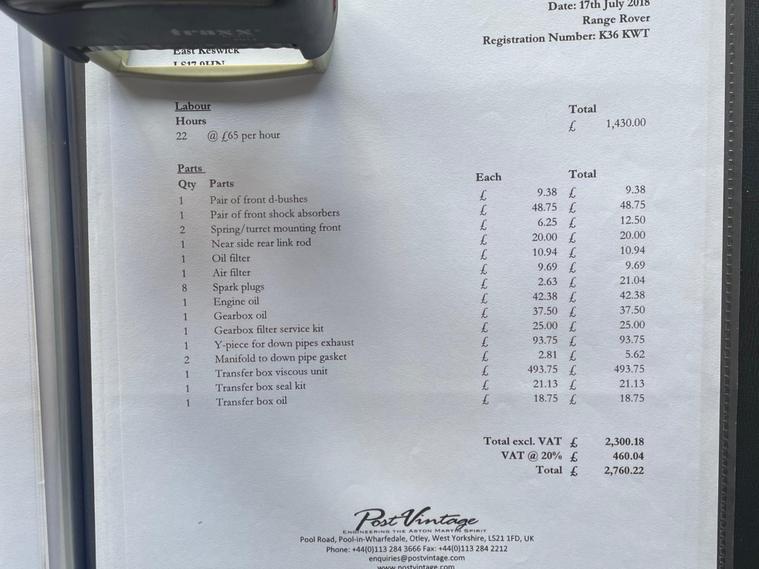 traxx
Date: 17th July 2018
Range Rover
Registration Number: K36 KWT
East Keswick
LS17 0HN
Labour Total
Hours
22 @ £65 per hour £ 1,430.00
Parts Each Total
Qty Parts
1 Pair of front d-bushes £ 9.38 £ 9.38
1 Pair of front shock absorbers £ 48.75 £ 48.75
2 Spring/turret mounting front £ 6.25 £ 12.50
1 Near side rear link rod £ 20.00 £ 20.00
1 Oil filter £ 10.94 £ 10.94
1 Air filter £ 9.69 £ 9.69
8 Spark plugs £ 2.63 £ 21.04
1 Engine oil £ 42.38 £ 42.38
1 Gearbox oil £ 37.50 £ 37.50
1 Gearbox filter service kit £ 25.00 £ 25.00
1 Y-piece for down pipes exhaust £ 93.75 £ 93.75
2 Manifold to down pipe gasket £ 2.81 £ 5.62
1 Transfer box viscous unit £ 493.75 £ 493.75
1 Transfer box seal kit £ 21.13 £ 21.13
1 Transfer box oil £ 18.75 £ 18.75
Total excl. VAT £ 2,300.18
VAT @ 20% £ 460.04
Total £ 2,760.22
Post Vintage
ENGINEERING THE ASTON MARTIN SPIRIT
Pool Road, Pool-in-Wharfedale, Otley, West Yorkshire, LS21 1FD, UK
Phone: +44(0)113 284 3666 Fax: +44(0)113 284 2212
enquiries@postvintage.com
www.postvintage.com